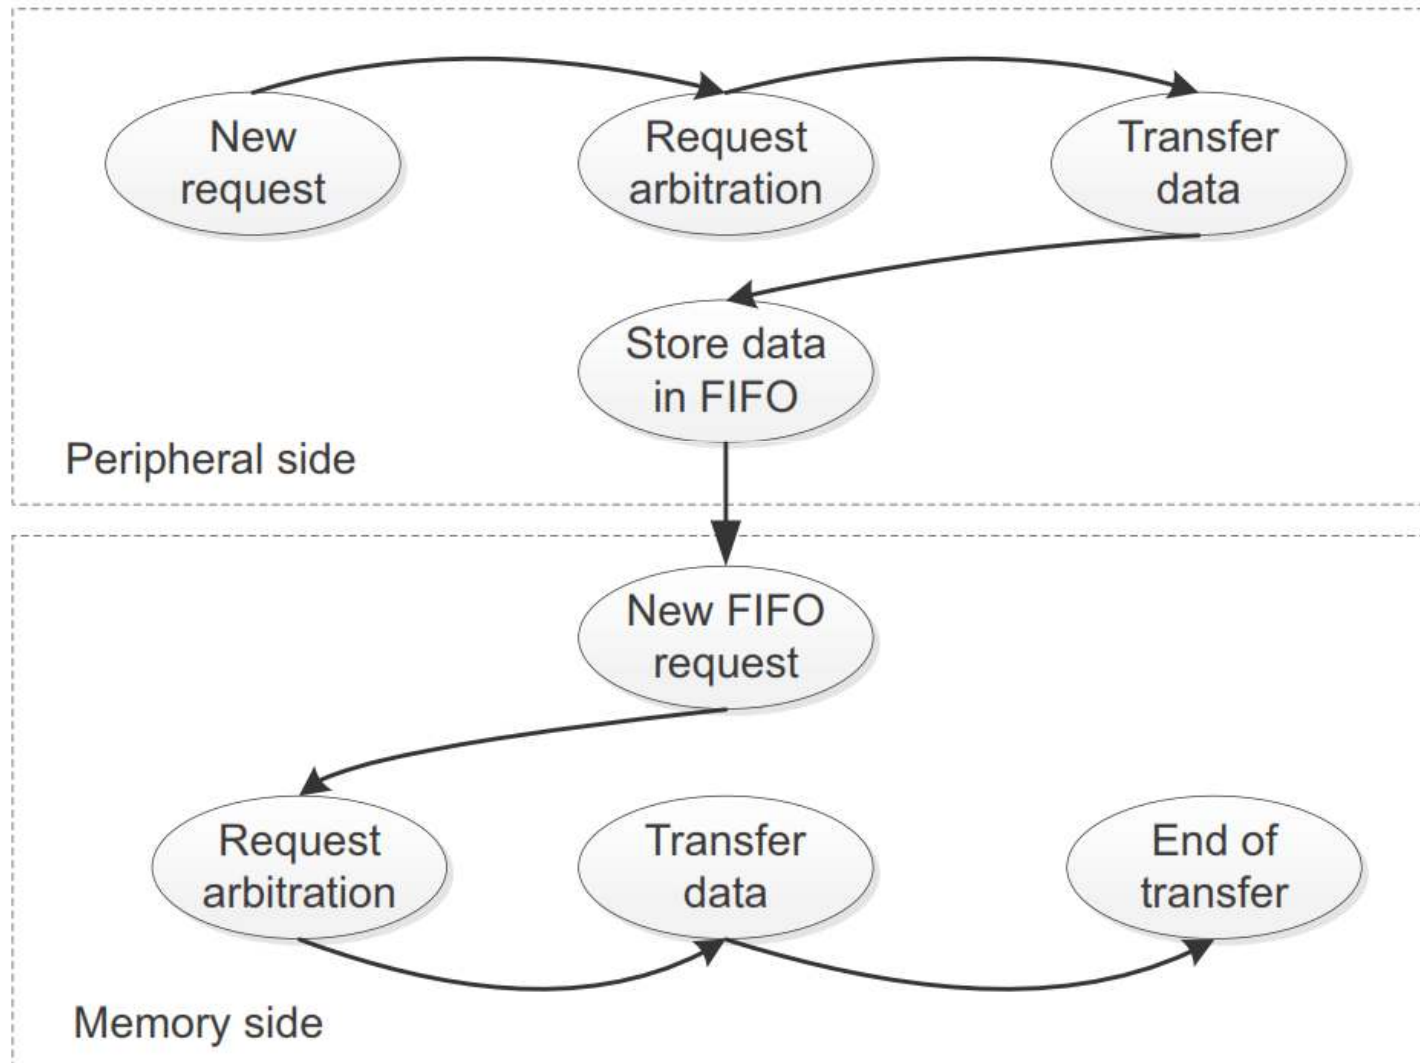 New
request
Request
arbitration
Transfer
data
Store data
in FIFO
Peripheral side
New FIFO
request
Request
arbitration
Transfer
data
End of
transfer
Memory side